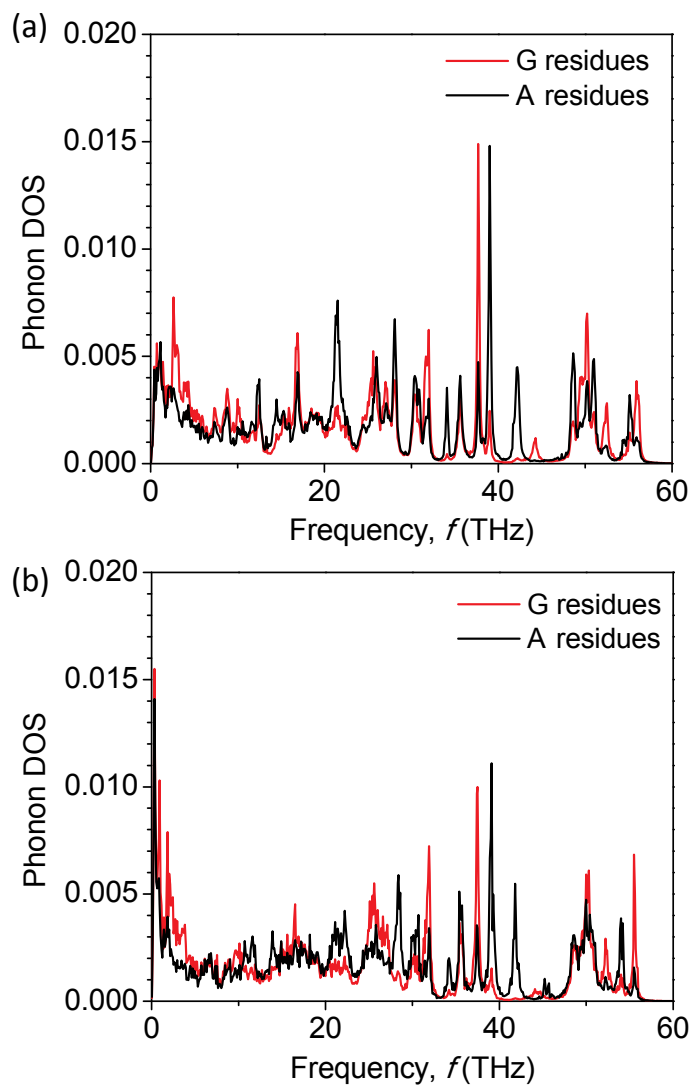 (a)
0.020
0.015
0.010
0.005
0.000
Phonon DOS
G residues
A residues
0 20 40 60
Frequency, f (THz)
(b)
0.020
0.015
0.010
0.005
0.000
Phonon DOS
G residues
A residues
0 20 40 60
Frequency, f (THz)